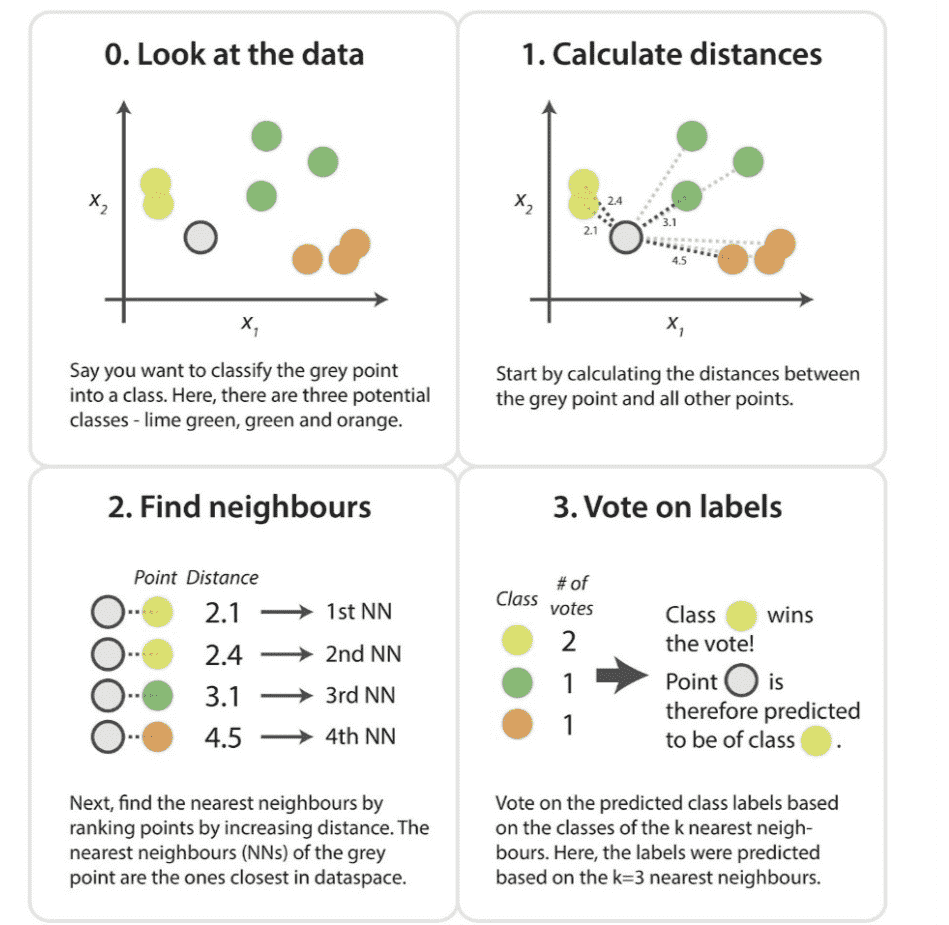 0. Look at the data
x2
x1
Say you want to classify the grey point
into a class. Here, there are three potential
classes - lime green, green and orange.
1. Calculate distances
x2
2.4
2.1
3.1
4.5
x1
Start by calculating the distances between
the grey point and all other points.
2. Find neighbours
Point Distance
2.1 → 1st NN
2.4 → 2nd NN
3.1 → 3rd NN
4.5 → 4th NN
Next, find the nearest neighbours by
ranking points by increasing distance. The
nearest neighbours (NNs) of the grey
point are the ones closest in dataspace.
3. Vote on labels
Class # of
votes
2
1
1
Class wins
the vote!
Point is
therefore predicted
to be of class .
Vote on the predicted class labels based
on the classes of the k nearest neigh-
bours. Here, the labels were predicted
based on the k=3 nearest neighbours.